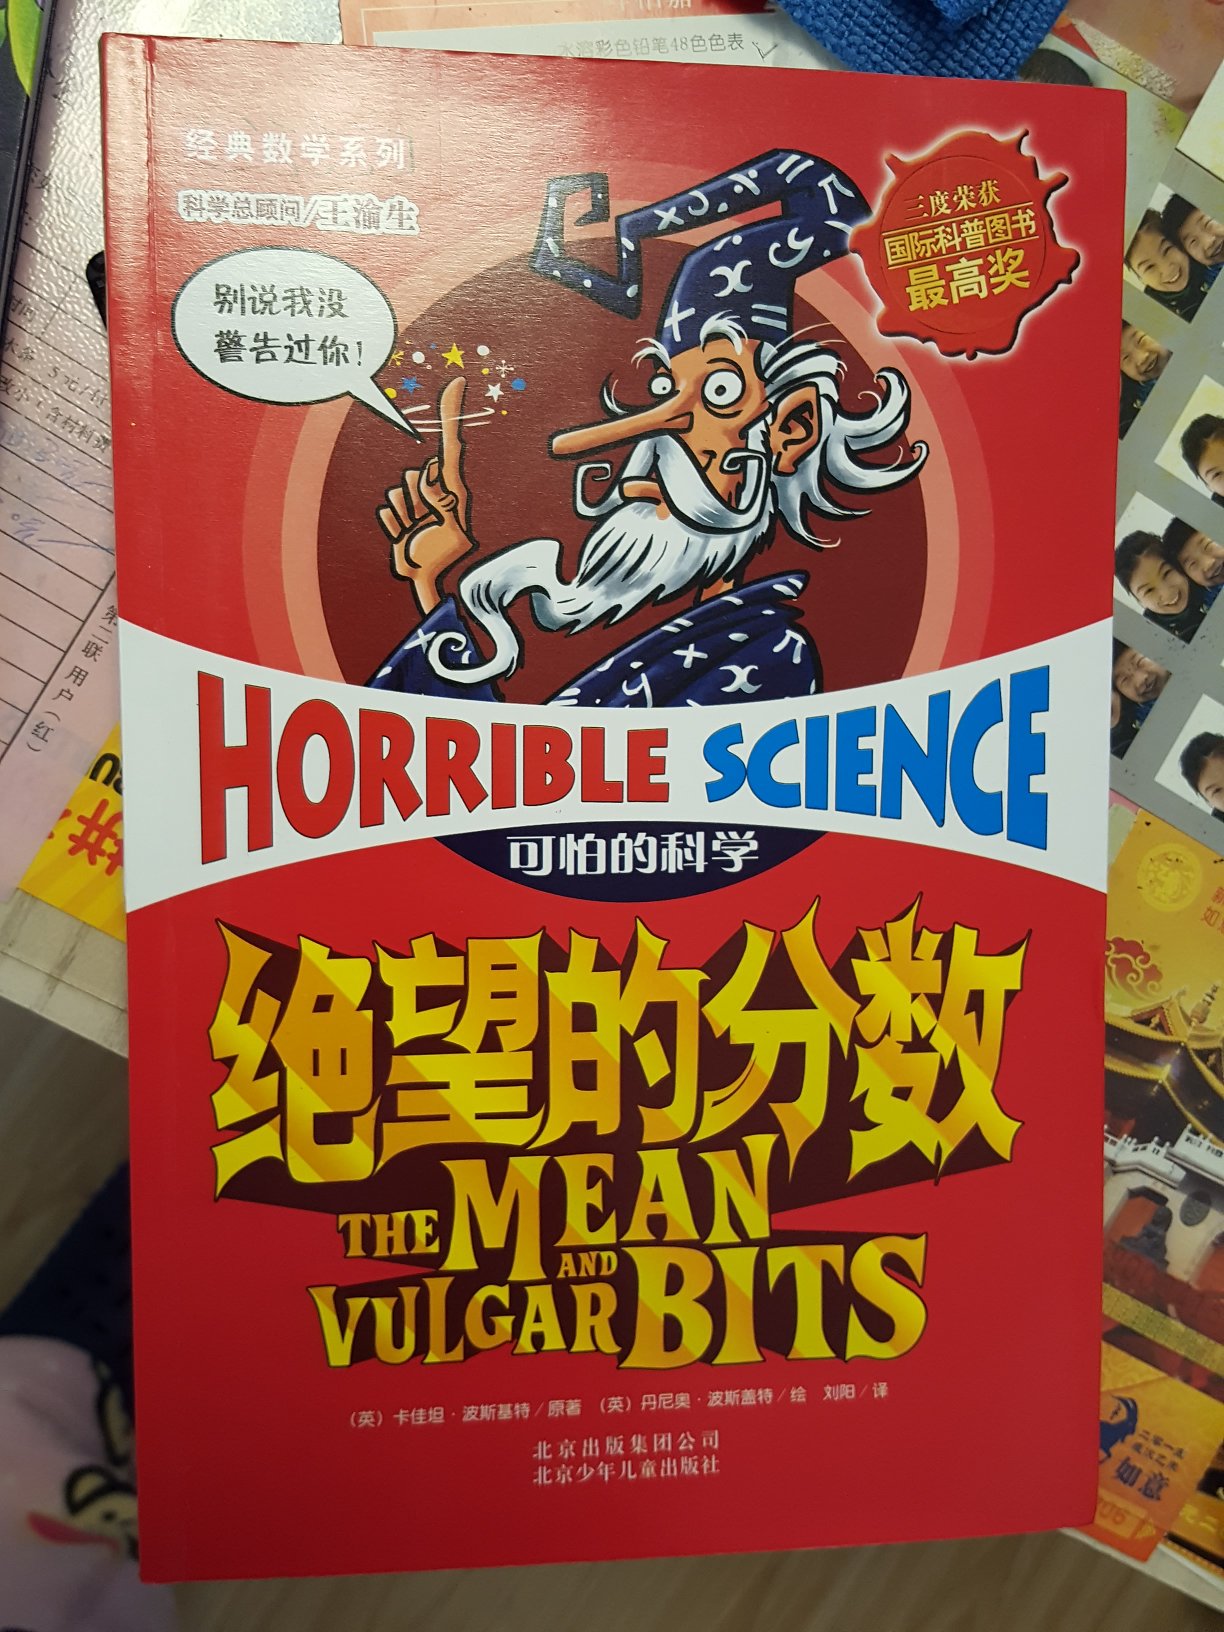 水溶彩色铅笔48色色表
经典数学系列
科学总顾问/王渝生
三度荣获
国际科普图书
最高奖
别说我没
警告过你!
HORRIBLE SCIENCE
可怕的科学
绝望的分数
THE MEAN
AND
VULGAR BITS
(英)卡佳坦·波斯基特/原著 (英)丹尼奥·波斯盖特/绘 刘阳/译
北京出版集团公司
北京少年儿童出版社
第二联用户(红)
拼
如意